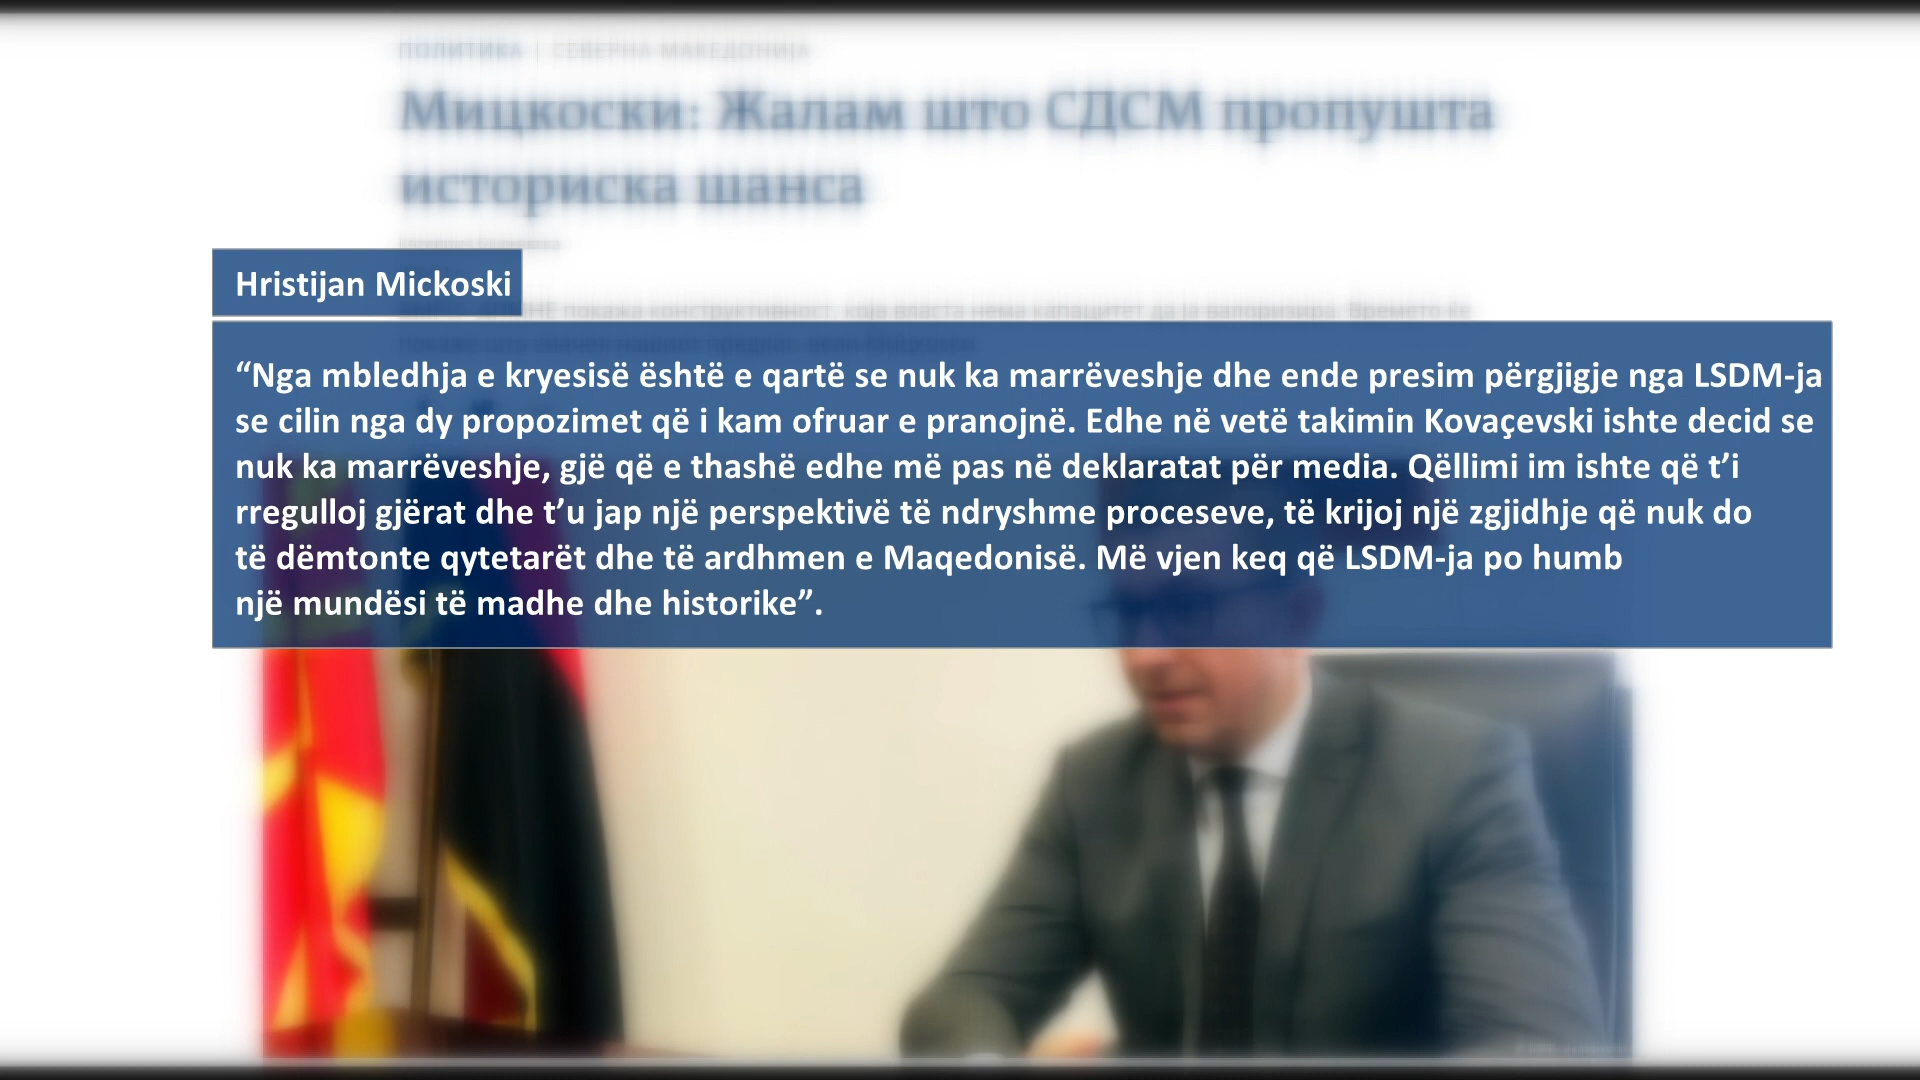 ПОЛИТИКА | СЕВЕРНА МАКЕДОНИЈА
Мицкоски: Жалам што СДСМ пропушта
историска шанса
Hristijan Mickoski
“Nga mbledhja e kryesisë është e qartë se nuk ka marrëveshje dhe ende presim përgjigje nga LSDM-ja
se cilin nga dy propozimet që i kam ofruar e pranojnë. Edhe në vetë takimin Kovaçevski ishte decid se
nuk ka marrëveshje, gjë që e thashë edhe më pas në deklaratat për media. Qëllimi im ishte që t’i
rregulloj gjërat dhe t’u jap një perspektivë të ndryshme proceseve, të krijoj një zgjidhje që nuk do
të dëmtonte qytetarët dhe të ardhmen e Maqedonisë. Më vjen keq që LSDM-ja po humb
një mundësi të madhe dhe historike”.